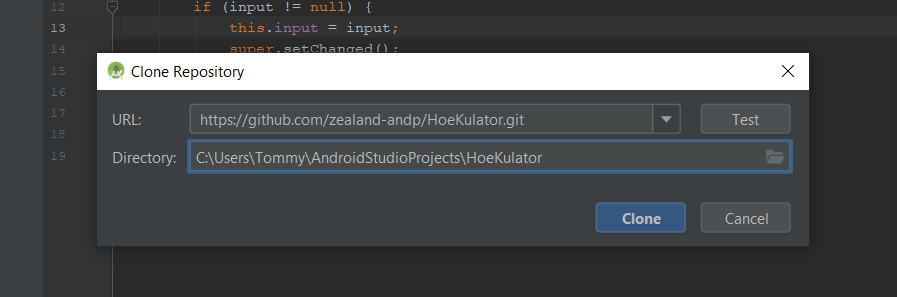 12 if (input != null) {
13 this.input = input;
14 super.setChanged();
15
16
17
18
19
Clone Repository
URL: https://github.com/zealand-andp/HoeKulator.git Test
Directory: C:\Users\Tommy\AndroidStudioProjects\HoeKulator
Clone Cancel